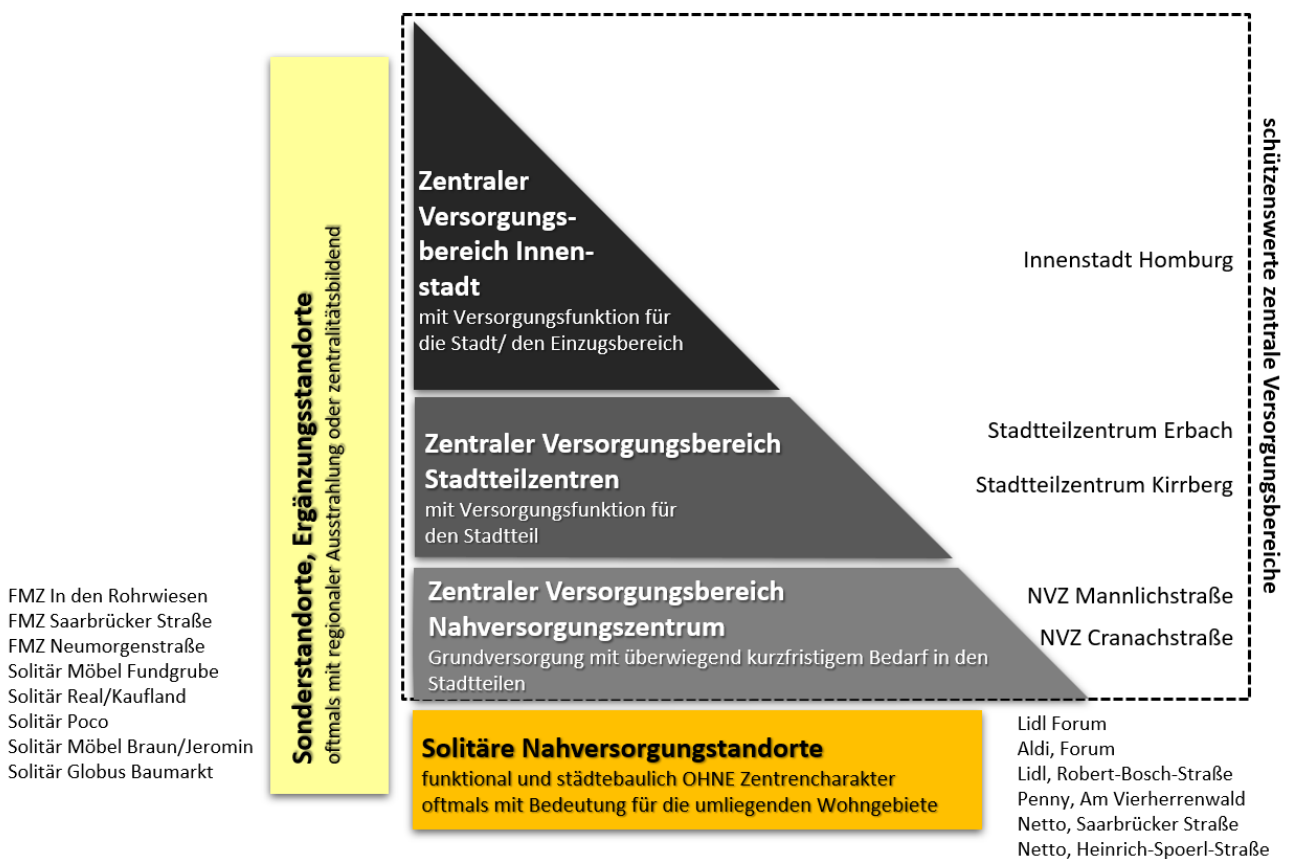 Zentraler
Versorgungs-
bereich Innen-
stadt
mit Versorgungsfunktion für
die Stadt/ den Einzugsbereich
Innenstadt Homburg
Zentraler Versorgungsbereich
Stadtteilzentren
mit Versorgungsfunktion für
den Stadtteil
Stadtteilzentrum Erbach
Stadtteilzentrum Kirrberg
Zentraler Versorgungsbereich
Nahversorgungszentrum
Grundversorgung mit überwiegend kurzfristigem Bedarf in den
Stadtteilen
NVZ Mannlichstraße
NVZ Cranachstraße
schützenswerte zentrale Versorgungsbereiche
Sonderstandorte, Ergänzungsstandorte
oftmals mit regionaler Ausstrahlung oder zentralitätsbildend
FMZ In den Rohrwiesen
FMZ Saarbrücker Straße
FMZ Neumorgenstraße
Solitär Möbel Fundgrube
Solitär Real/Kaufland
Solitär Poco
Solitär Möbel Braun/Jeromin
Solitär Globus Baumarkt
Solitäre Nahversorgungstandorte
funktional und städtebaulich OHNE Zentrencharakter
oftmals mit Bedeutung für die umliegenden Wohngebiete
Lidl Forum
Aldi, Forum
Lidl, Robert-Bosch-Straße
Penny, Am Vierherrenwald
Netto, Saarbrücker Straße
Netto, Heinrich-Spoerl-Straße